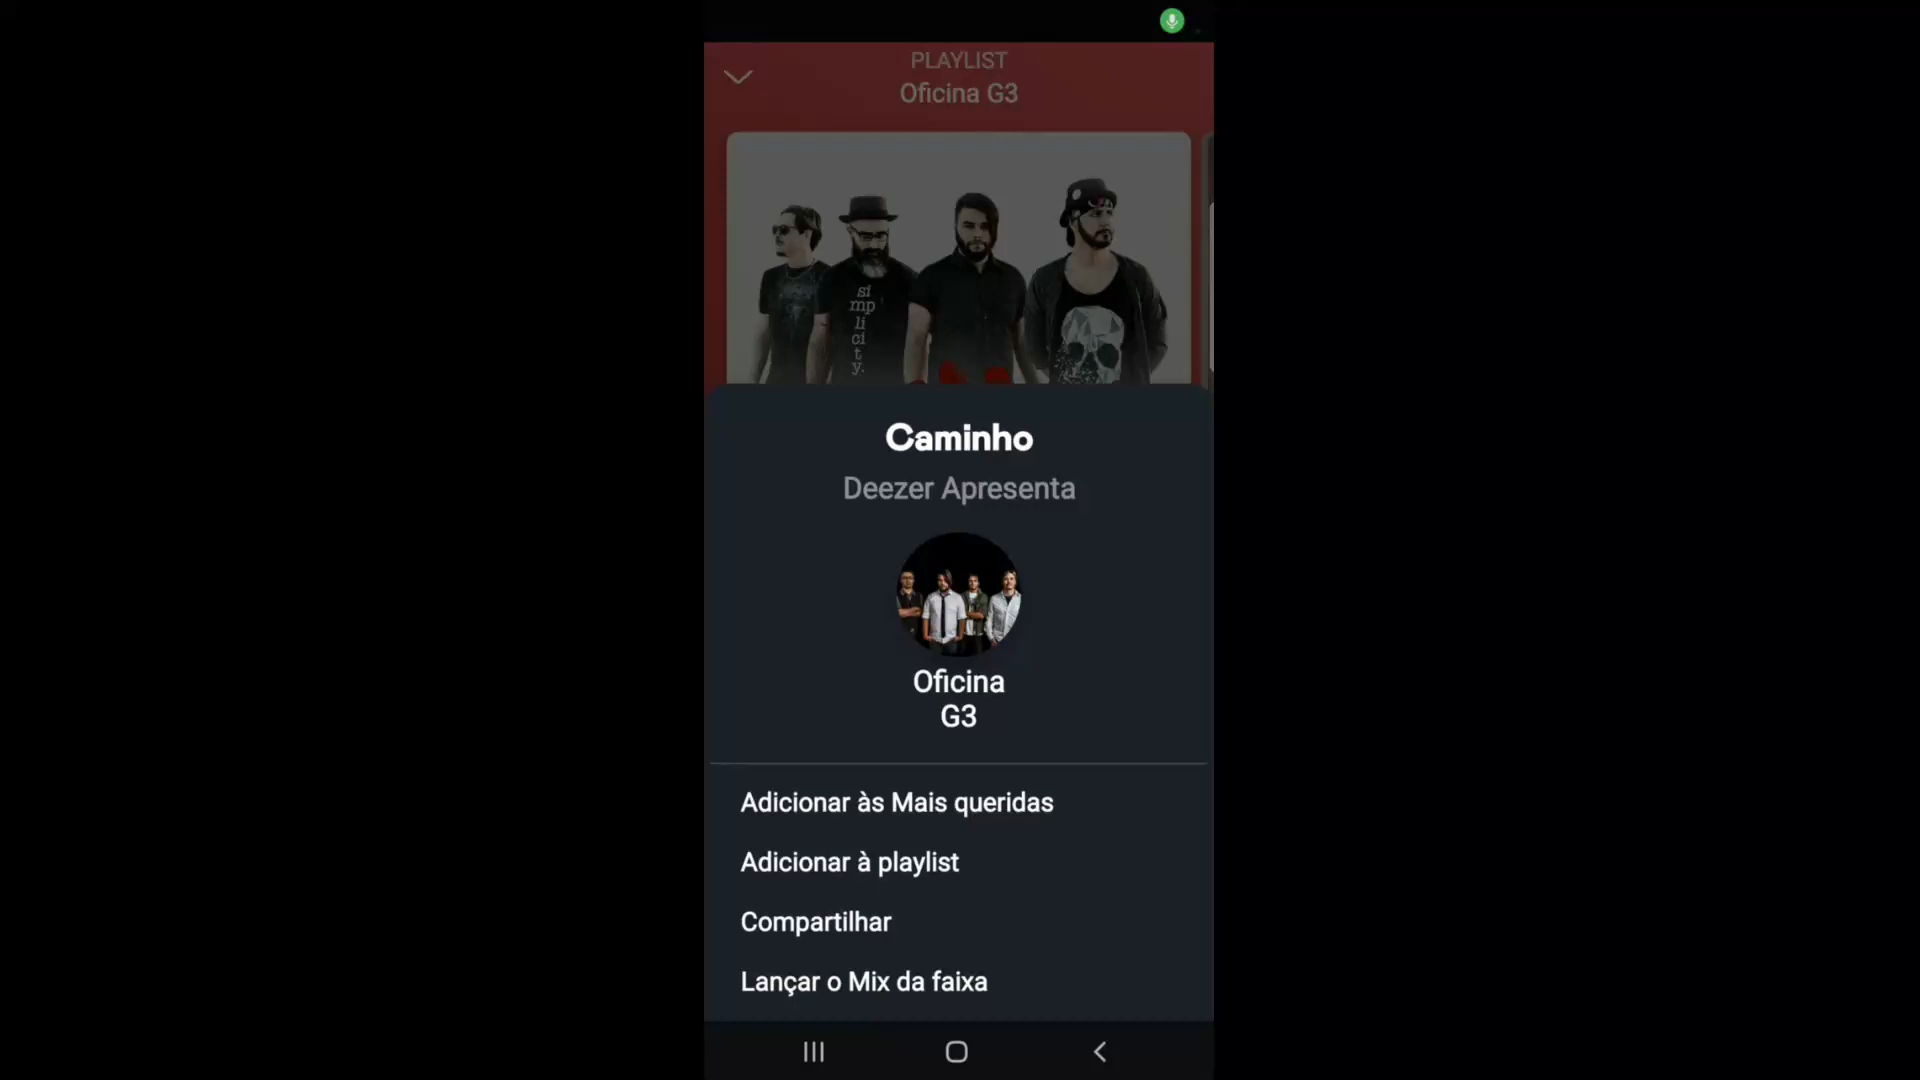 PLAYLIST
Oficina G3
si
mp
li
ci
t
y.
Caminho
Deezer Apresenta
Oficina
G3
Adicionar às Mais queridas
Adicionar à playlist
Compartilhar
Lançar o Mix da faixa